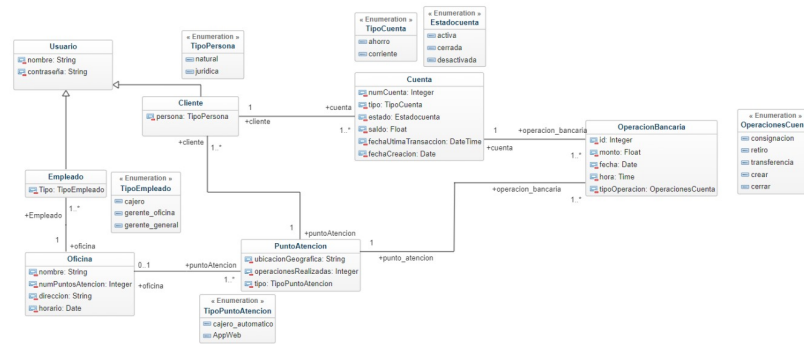 « Enumeration »
TipoCuenta
ahorro
corriente
« Enumeration »
Estadocuenta
activa
cerrada
desactivada
Usuario
nombre: String
contraseña: String
« Enumeration »
TipoPersona
natural
juridica
Cliente
persona: TipoPersona
1
+cliente
+cuenta
1..*
Cuenta
numCuenta: Integer
tipo: TipoCuenta
estado: Estadocuenta
saldo: Float
fechaUtimaTransaccion: DateTime
fechaCreacion: Date
1
+cuenta
+operacion_bancaria
1..*
OperacionBancaria
id: Integer
monto: Float
fecha: Date
hora: Time
tipoOperacion: OperacionesCuenta
« Enumeration »
OperacionesCuen
consignacion
retiro
transferencia
crear
cerrar
+cliente
1..*
Empleado
Tipo: TipoEmpleado
« Enumeration »
TipoEmpleado
cajero
gerente_oficina
gerente_general
+Empleado
1..*
1
+oficina
Oficina
nombre: String
numPuntosAtencion: Integer
direccion: String
horario: Date
0..1
+oficina
+puntoAtencion
1..*
1
+puntoAtencion
PuntoAtencion
ubicacionGeografica: String
operacionesRealizadas: Integer
tipo: TipoPuntoAtencion
1
+punto_atencion
+operacion_bancaria
1..*
« Enumeration »
TipoPuntoAtencion
cajero_automatico
AppWeb